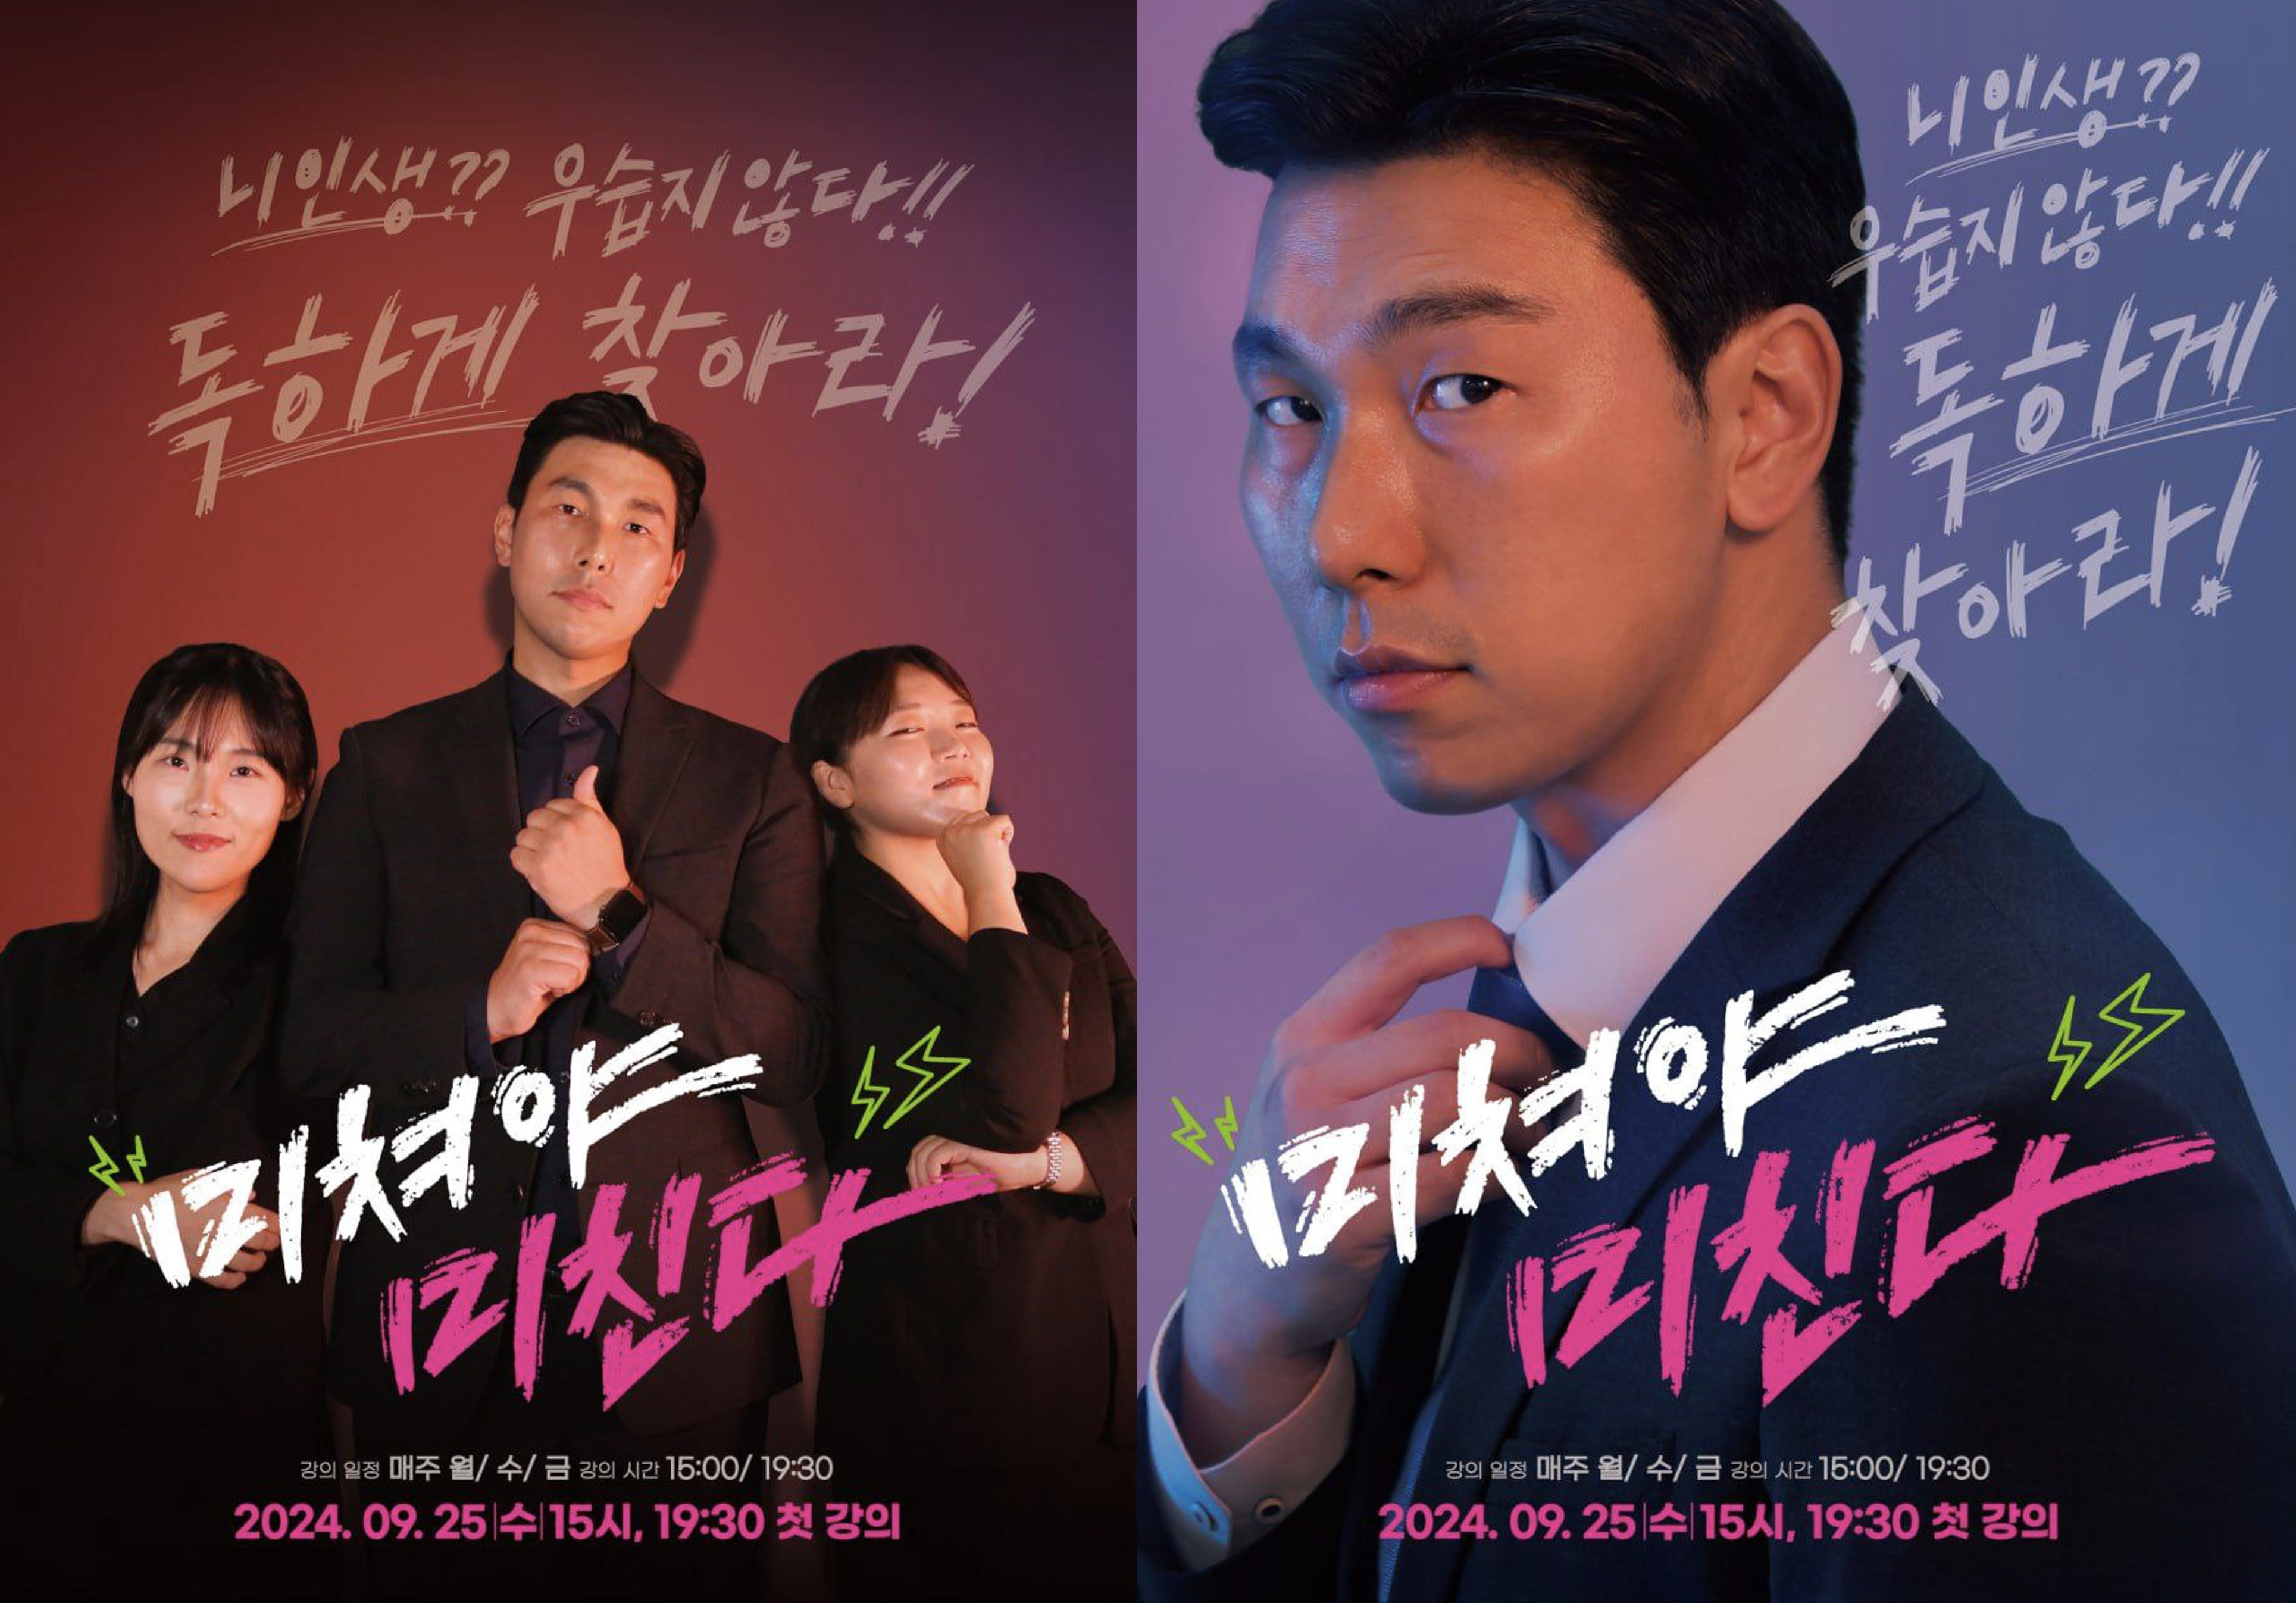 니인생?? 우습지않다!!
독하게 찾아라!
미쳐야
미친다
강의 일정 매주 월/ 수/ 금 강의 시간 15:00/ 19:30
2024. 09. 25|수|15시, 19:30 첫 강의
니인생??
우습지않다!!
독하게
찾아라!
미쳐야
미친다
강의 일정 매주 월/ 수/ 금 강의 시간 15:00/ 19:30
2024. 09. 25|수|15시, 19:30 첫 강의